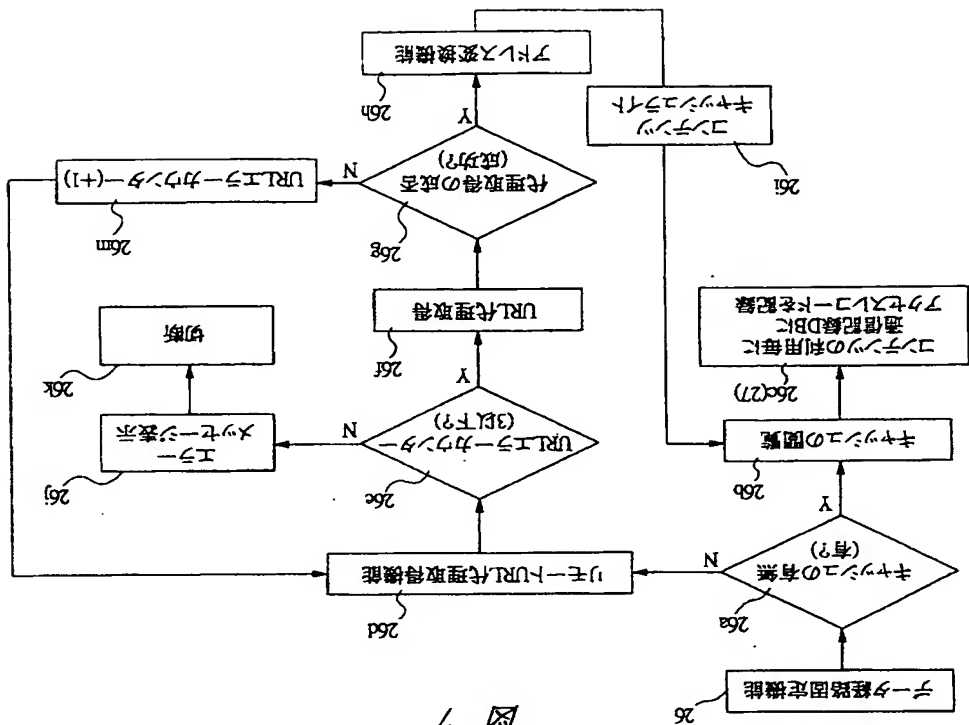 図 7
26
データ経路固定機能
26a
キャッシュの有無
(有?)
N
Y
26b
キャッシュの閲覧
26c(27)
コンテンツの利用毎に
通信記録DBに
アクセスレコードを記録
26d
リモートURL代理取得機能
26e
URLエラーカウンター
(3以下?)
N
Y
26j
エラー
メッセージ表示
26k
切断
26f
URL代理取得
26g
代理取得の成否
(成功?)
N
Y
26m
URLエラーカウンター(+1)
26h
アドレス変換機能
26i
コンテンツ
キャッシュライト